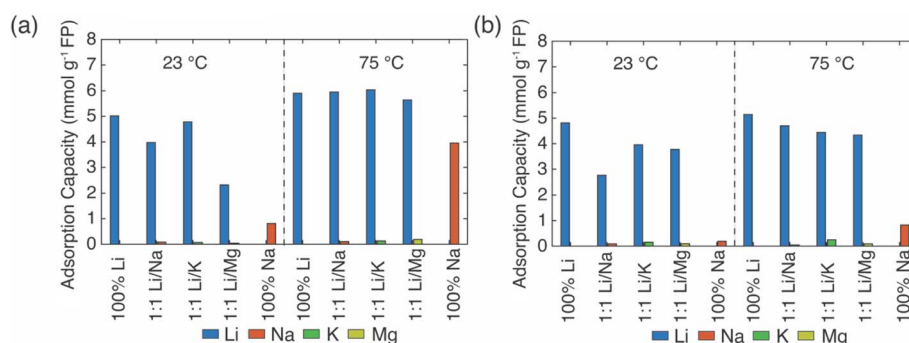 (a)
Adsorption Capacity (mmol g⁻¹ FP)
8
7
6
5
4
3
2
1
0
23 °C
75 °C
100% Li
1:1 Li/Na
1:1 Li/K
1:1 Li/Mg
100% Na
100% Li
1:1 Li/Na
1:1 Li/K
1:1 Li/Mg
100% Na
Li Na K Mg
(b)
Adsorption Capacity (mmol g⁻¹ FP)
8
7
6
5
4
3
2
1
0
23 °C
75 °C
100% Li
1:1 Li/Na
1:1 Li/K
1:1 Li/Mg
100% Na
100% Li
1:1 Li/Na
1:1 Li/K
1:1 Li/Mg
100% Na
Li Na K Mg